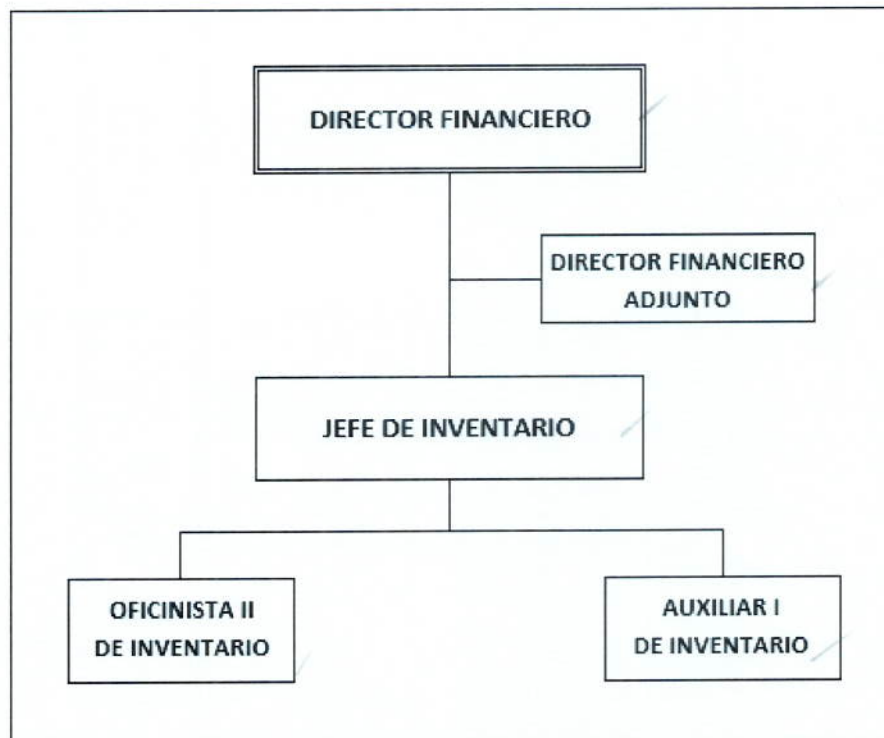 DIRECTOR FINANCIERO
DIRECTOR FINANCIERO
ADJUNTO
JEFE DE INVENTARIO
OFICINISTA II
DE INVENTARIO
AUXILIAR I
DE INVENTARIO